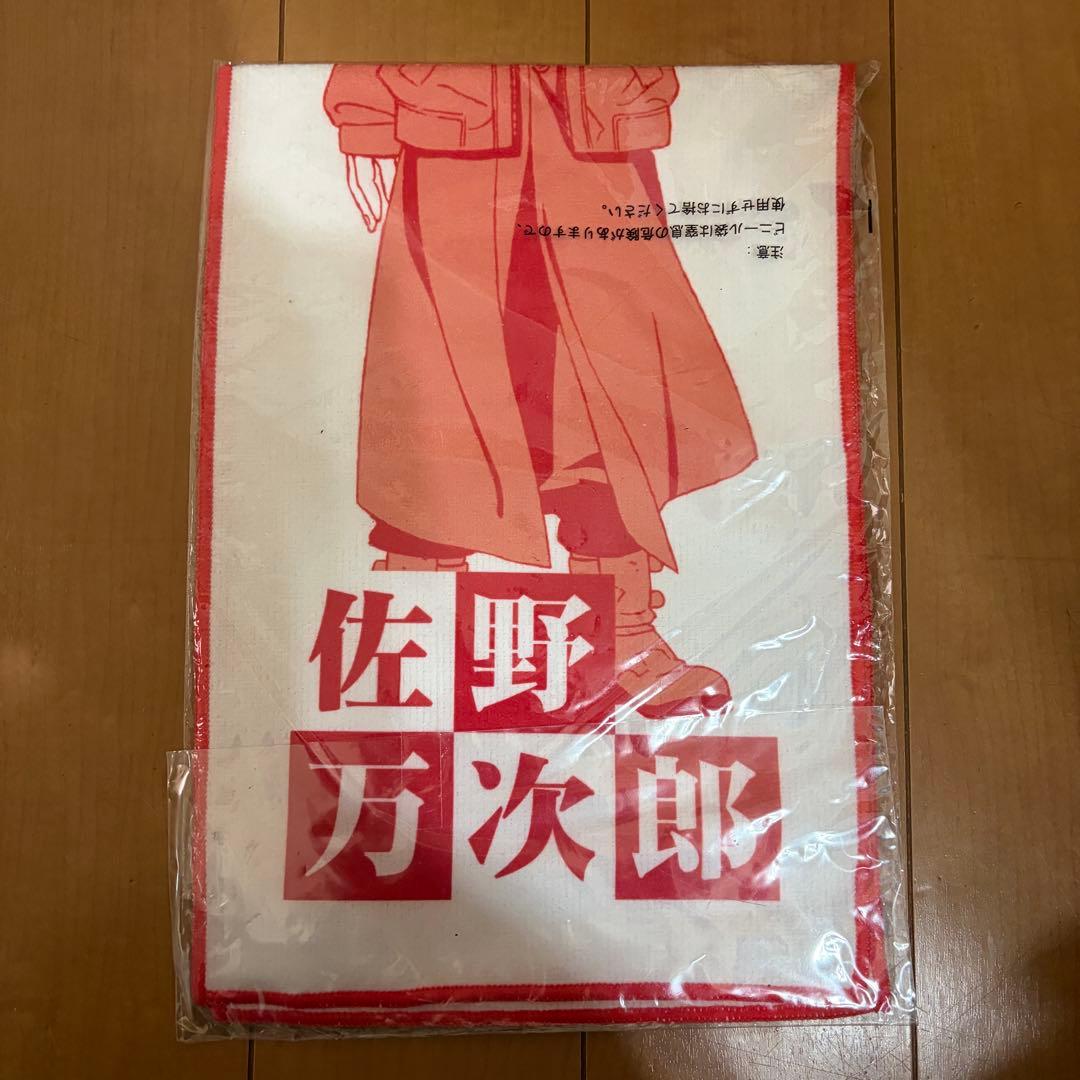 注意：
ビニール袋は窒息の危険がありますので、
使用せずにお捨てください。
佐野
万次郎